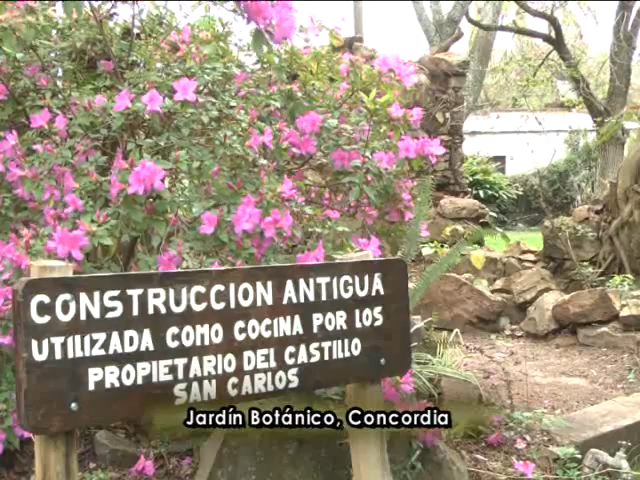 CONSTRUCCION ANTIGUA
UTILIZADA COMO COCINA POR LOS
PROPIETARIO DEL CASTILLO
SAN CARLOS
Jardín Botánico, Concordia